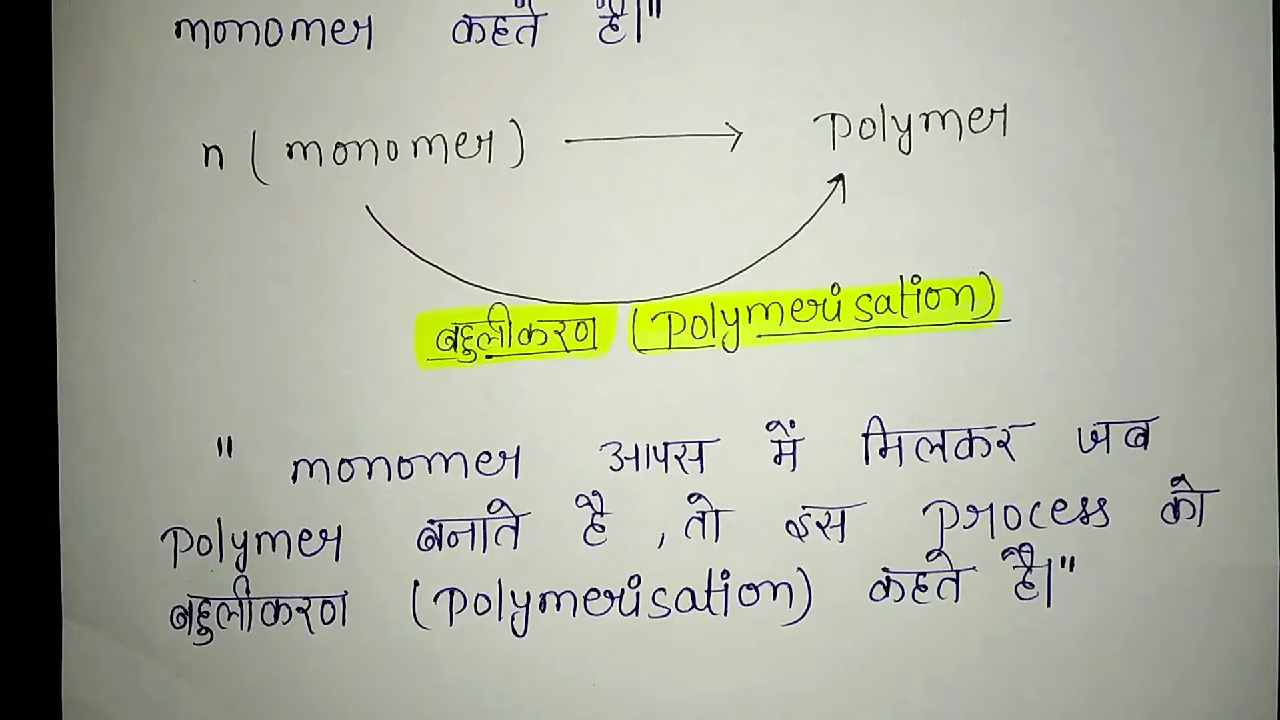 monomer कहते हैं।"
n ( monomer ) ⟶ polymer
बहुलीकरण (polymerisation)
" monomer आपस में मिलकर जब
polymer बनाते है , तो इस process को
बहुलीकरण (polymerisation) कहते हैं।"